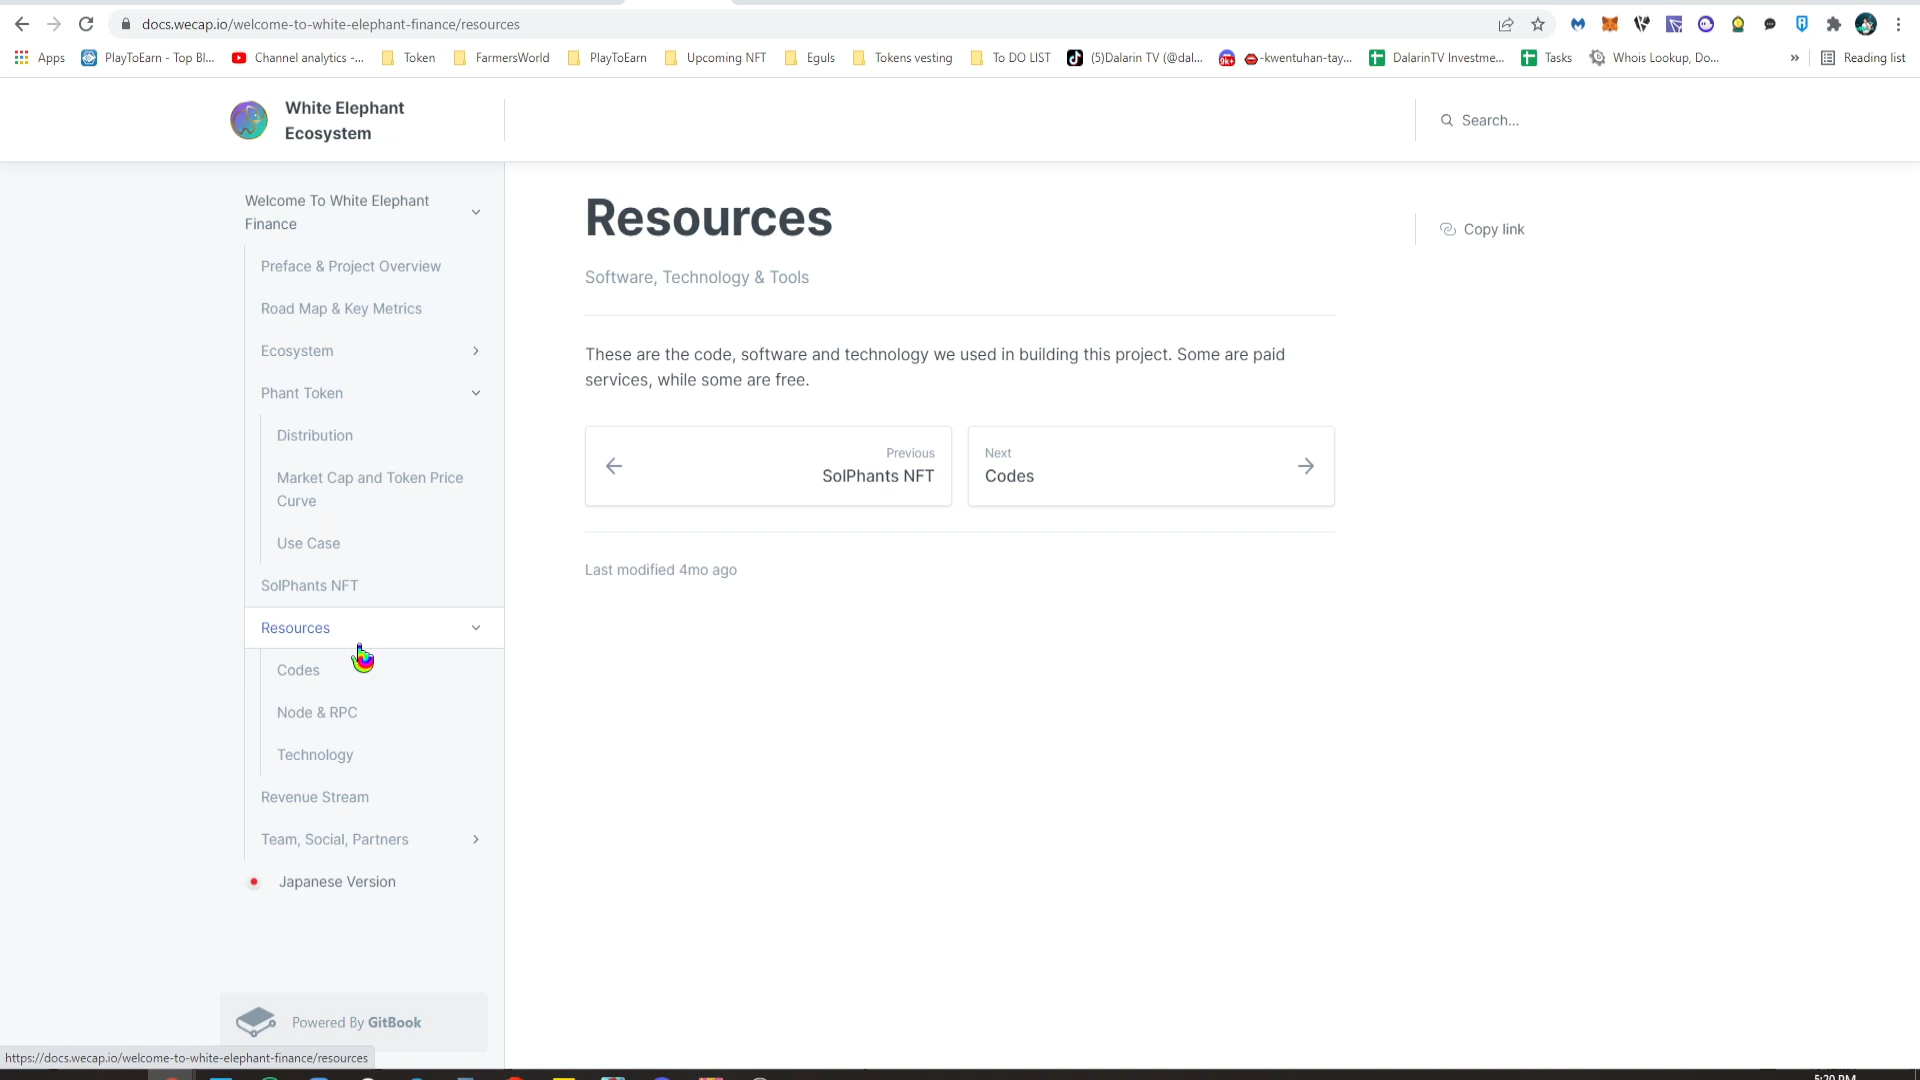 docs.wecap.io/welcome-to-white-elephant-finance/resources
Apps
PlayToEarn - Top Bl...
Channel analytics -...
Token
FarmersWorld
PlayToEarn
Upcoming NFT
Eguls
Tokens vesting
To DO LIST
(5)Dalarin TV (@dal...
9k+
-kwentuhan-tay...
DalarinTV Investme...
Tasks
Whois Lookup, Do...
»
Reading list
White Elephant
Ecosystem
Search...
Welcome To White Elephant
Finance
Preface & Project Overview
Road Map & Key Metrics
Ecosystem
Phant Token
Distribution
Market Cap and Token Price
Curve
Use Case
SolPhants NFT
Resources
Codes
Node & RPC
Technology
Revenue Stream
Team, Social, Partners
Japanese Version
Powered By GitBook
Resources
Copy link
Software, Technology & Tools
These are the code, software and technology we used in building this project. Some are paid
services, while some are free.
Previous
SolPhants NFT
Next
Codes
Last modified 4mo ago
https://docs.wecap.io/welcome-to-white-elephant-finance/resources
5:20 PM